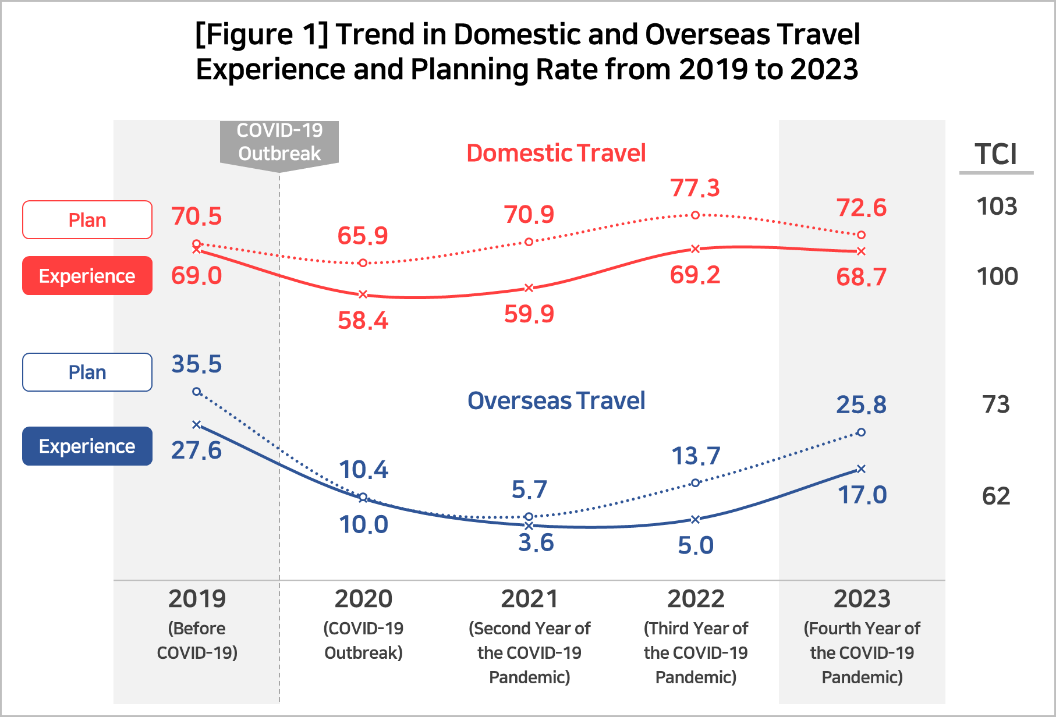 [Figure 1] Trend in Domestic and Overseas Travel
Experience and Planning Rate from 2019 to 2023
COVID-19
Outbreak
Domestic Travel
TCI
Plan
70.5
65.9
70.9
77.3
72.6
103
Experience
69.0
58.4
59.9
69.2
68.7
100
Plan
35.5
Overseas Travel
25.8
73
Experience
27.6
10.4
10.0
5.7
3.6
13.7
5.0
17.0
62
2019
(Before
COVID-19)
2020
(COVID-19
Outbreak)
2021
(Second Year of
the COVID-19
Pandemic)
2022
(Third Year of
the COVID-19
Pandemic)
2023
(Fourth Year of
the COVID-19
Pandemic)